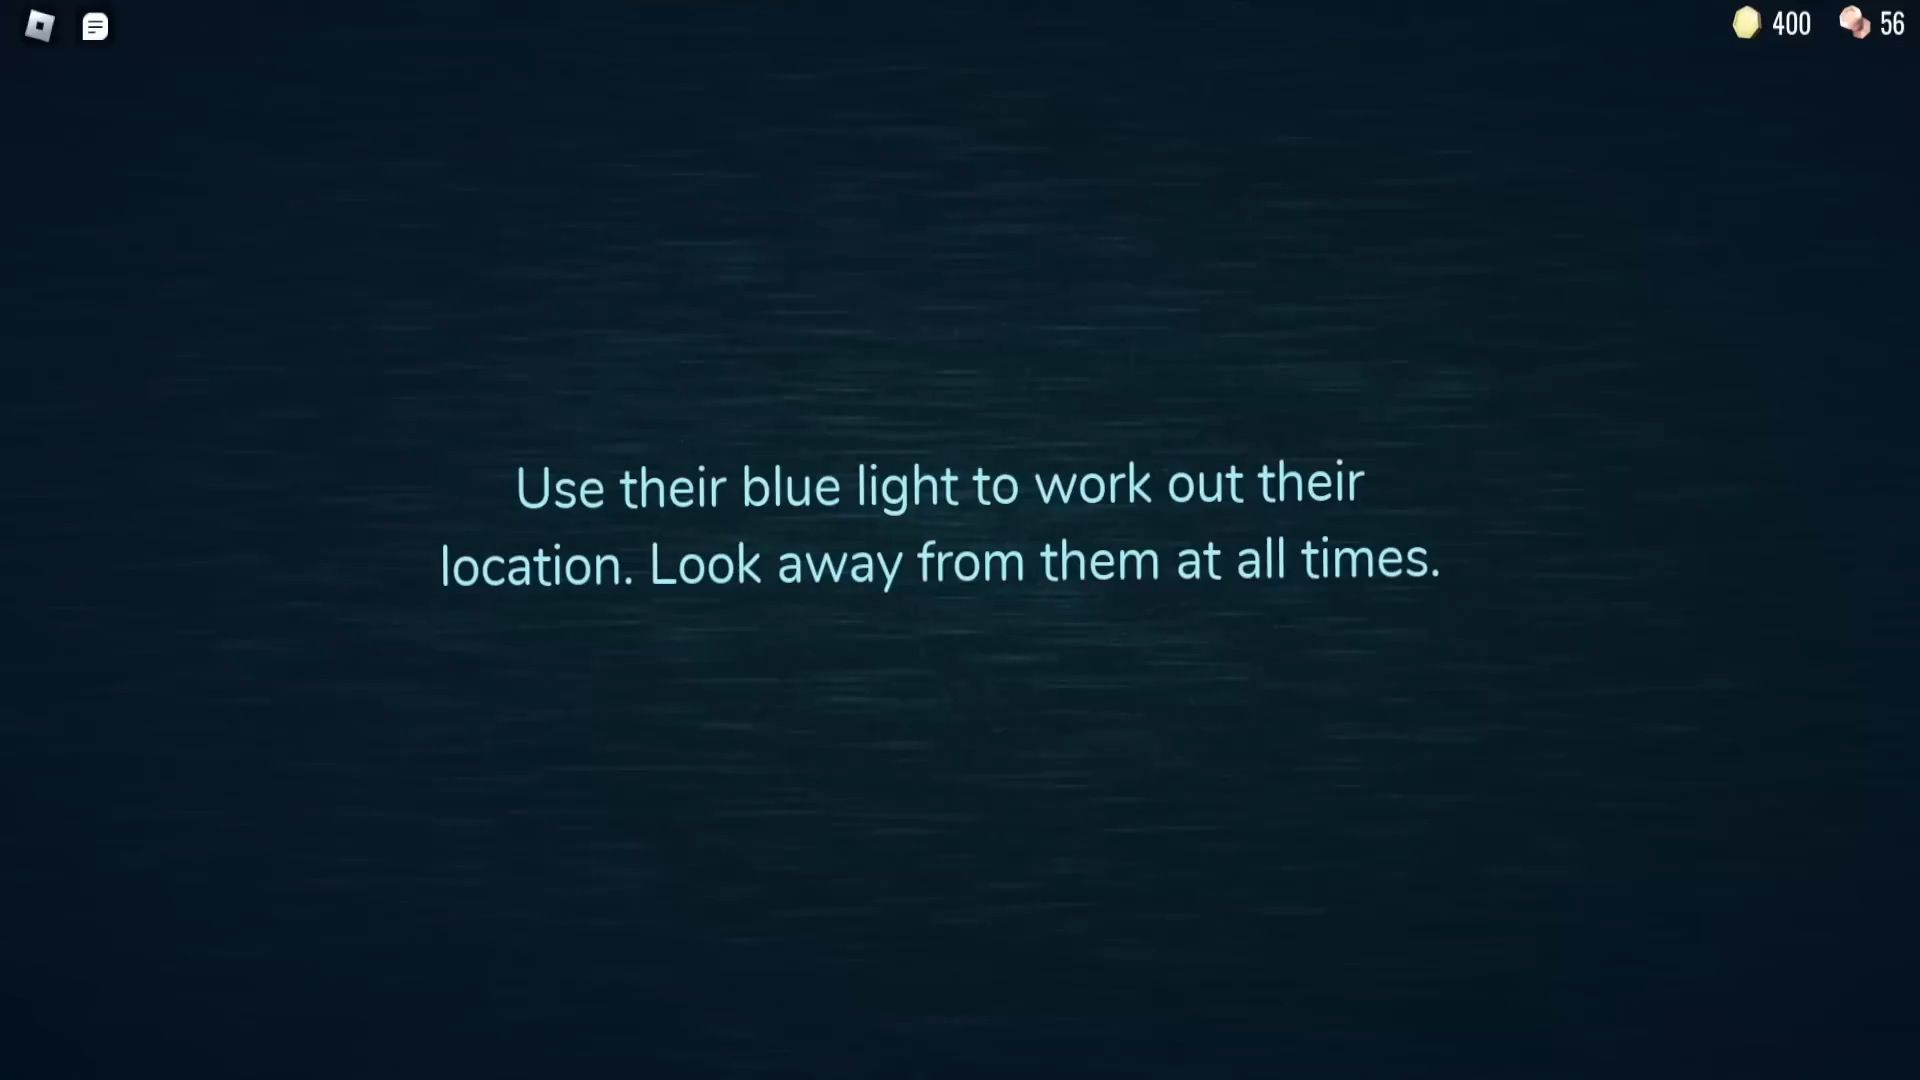 400 56
Use their blue light to work out their
location. Look away from them at all times.